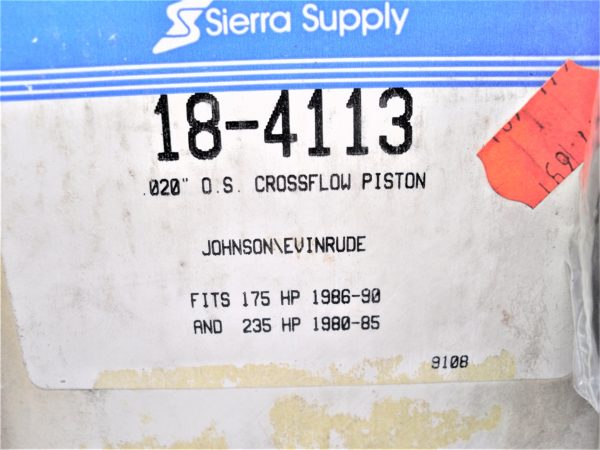 Sierra Supply
18-4113
.020" O.S. CROSSFLOW PISTON
JOHNSON\EVINRUDE
FITS 175 HP 1986-90
AND 235 HP 1980-85
9108